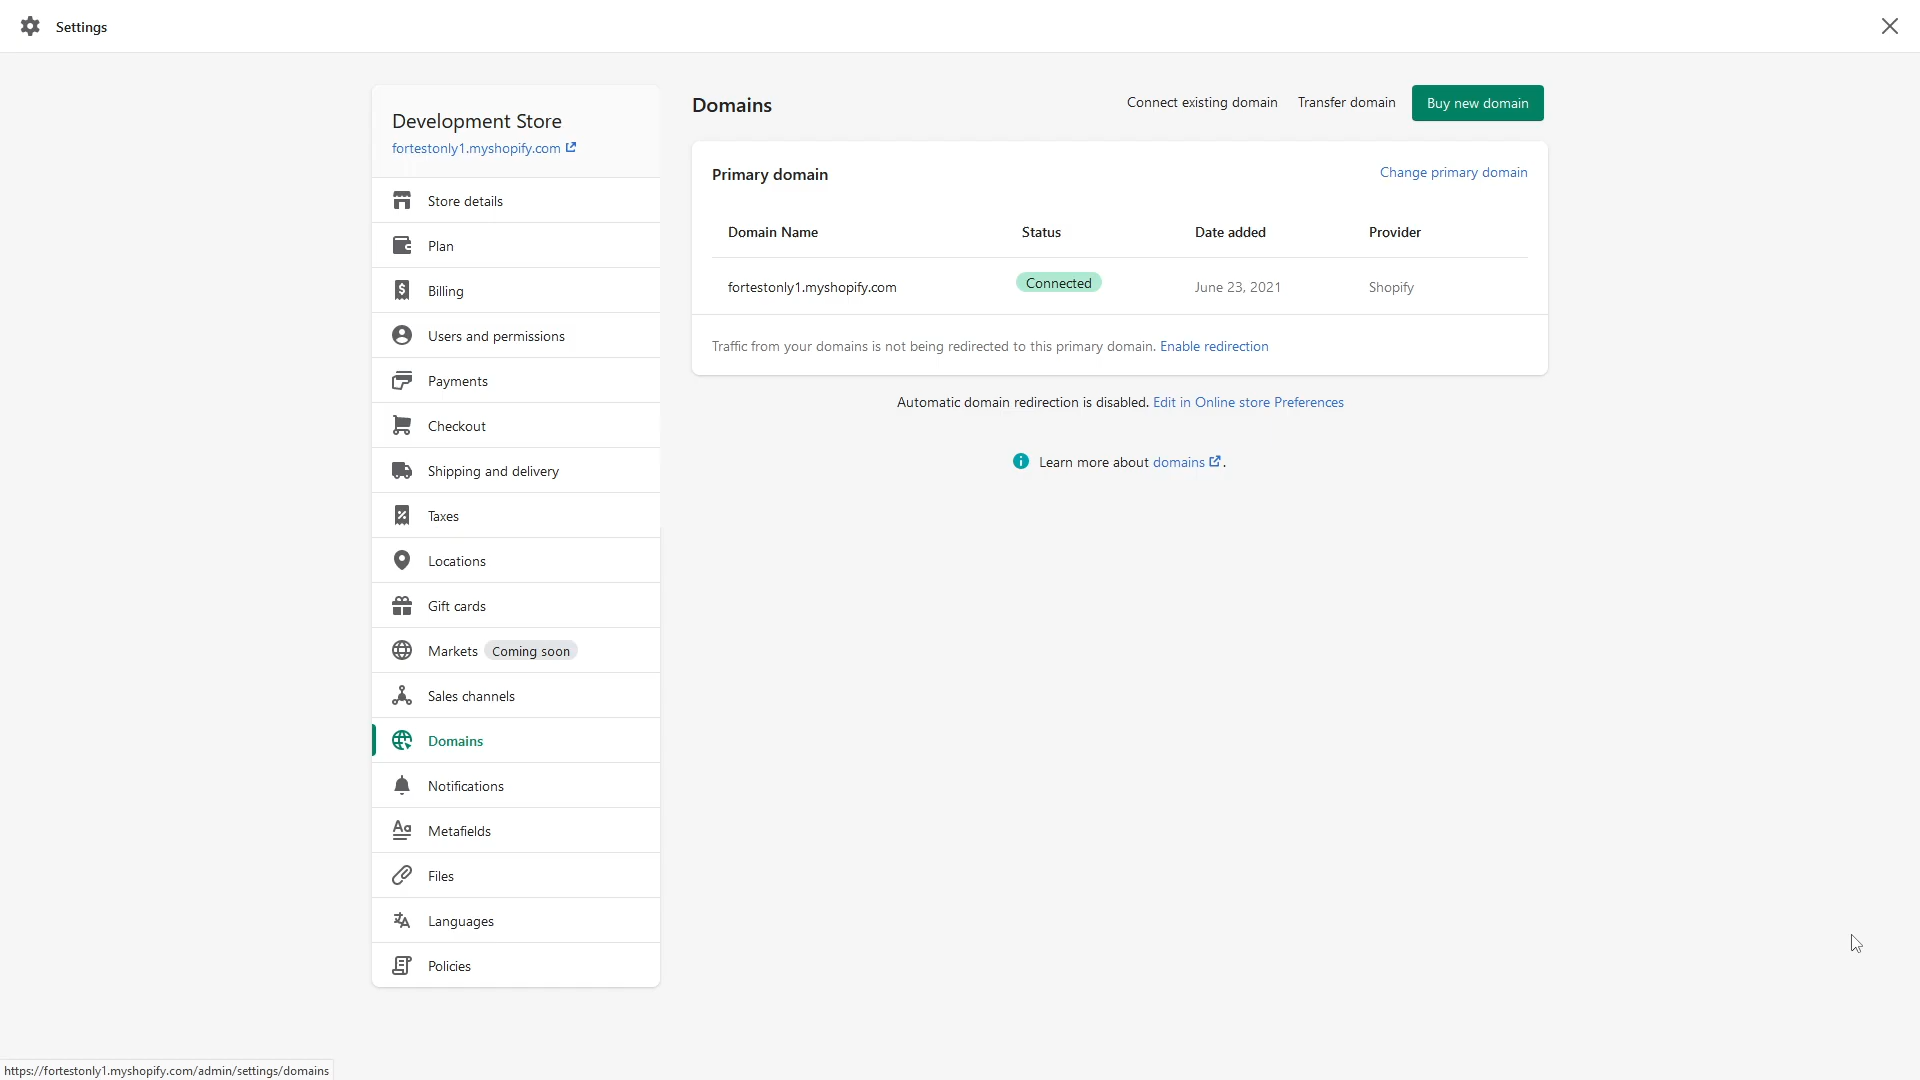 Settings
Development Store
fortestonly1.myshopify.com
Store details
Plan
Billing
Users and permissions
Payments
Checkout
Shipping and delivery
Taxes
Locations
Gift cards
Markets Coming soon
Sales channels
Domains
Notifications
Metafields
Files
Languages
Policies
Domains
Connect existing domain Transfer domain Buy new domain
Primary domain Change primary domain
Domain Name Status Date added Provider
fortestonly1.myshopify.com Connected June 23, 2021 Shopify
Traffic from your domains is not being redirected to this primary domain. Enable redirection
Automatic domain redirection is disabled. Edit in Online store Preferences
Learn more about domains.
https://fortestonly1.myshopify.com/admin/settings/domains